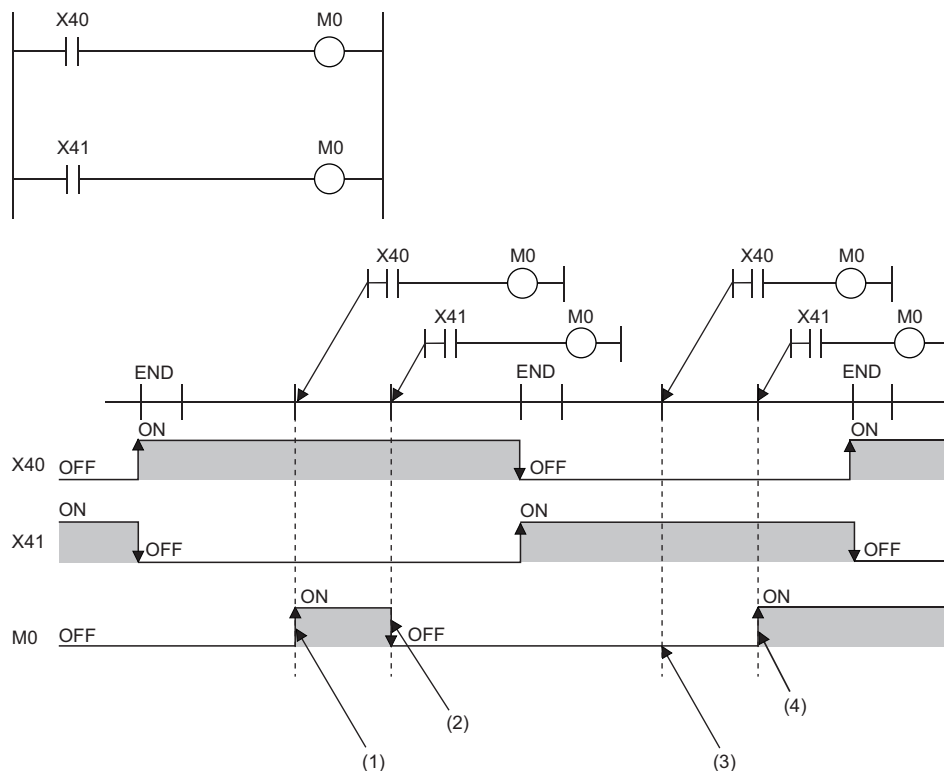 X40 M0
X41 M0
X40 M0 X40 M0
X41 M0 X41 M0
END END END
ON ON
X40 OFF OFF
ON ON
X41 OFF OFF
ON ON
M0 OFF OFF
(2) (4)
(1) (3)